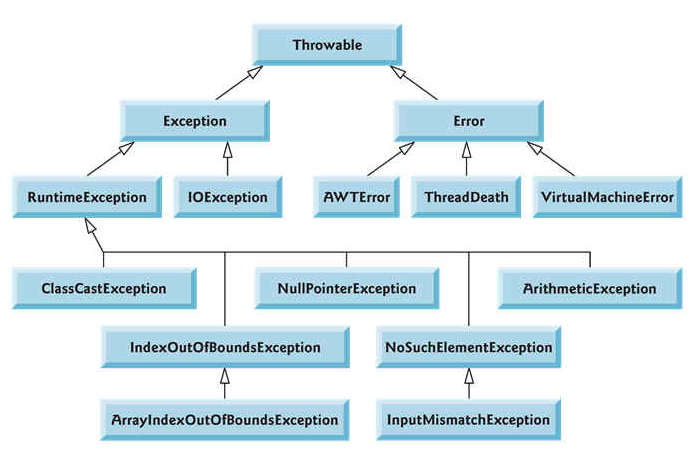 Throwable
Exception
Error
RuntimeException
IOException
AWTError
ThreadDeath
VirtualMachineError
ClassCastException
NullPointerException
ArithmeticException
IndexOutOfBoundsException
NoSuchElementException
ArrayIndexOutOfBoundsException
InputMismatchException